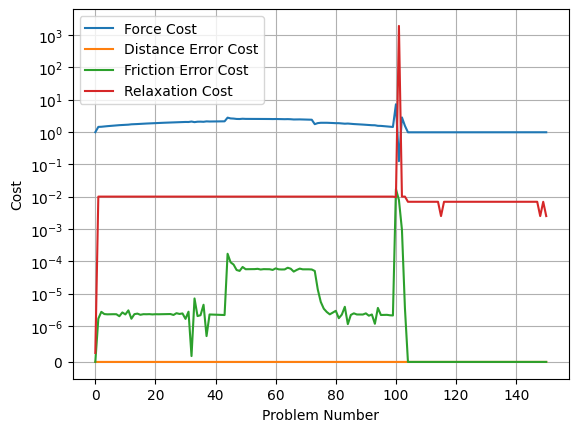 Force Cost
Distance Error Cost
Friction Error Cost
Relaxation Cost
Cost
10³
10²
10¹
10⁰
10⁻¹
10⁻²
10⁻³
10⁻⁴
10⁻⁵
10⁻⁶
0
0 20 40 60 80 100 120 140
Problem Number